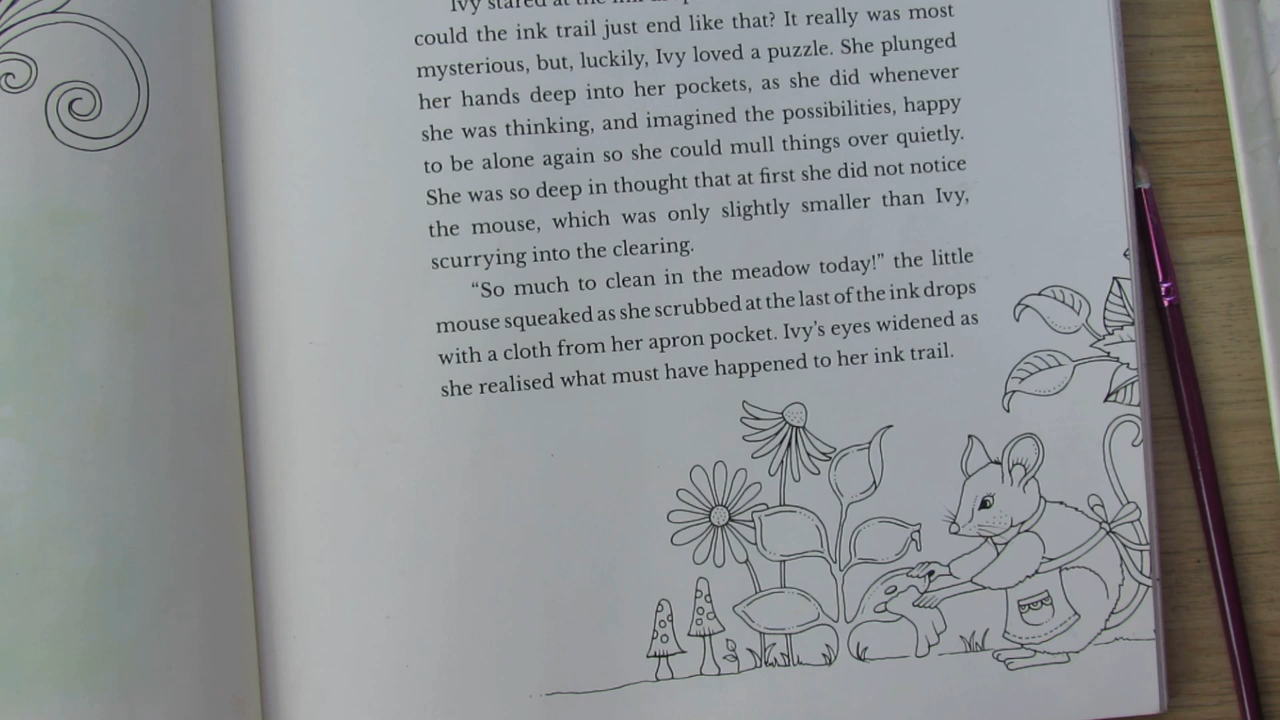 Ivy stared at the ink
could the ink trail just end like that? It really was most
mysterious, but, luckily, Ivy loved a puzzle. She plunged
her hands deep into her pockets, as she did whenever
she was thinking, and imagined the possibilities, happy
to be alone again so she could mull things over quietly.
She was so deep in thought that at first she did not notice
the mouse, which was only slightly smaller than Ivy,
scurrying into the clearing.
“So much to clean in the meadow today!” the little
mouse squeaked as she scrubbed at the last of the ink drops
with a cloth from her apron pocket. Ivy’s eyes widened as
she realised what must have happened to her ink trail.